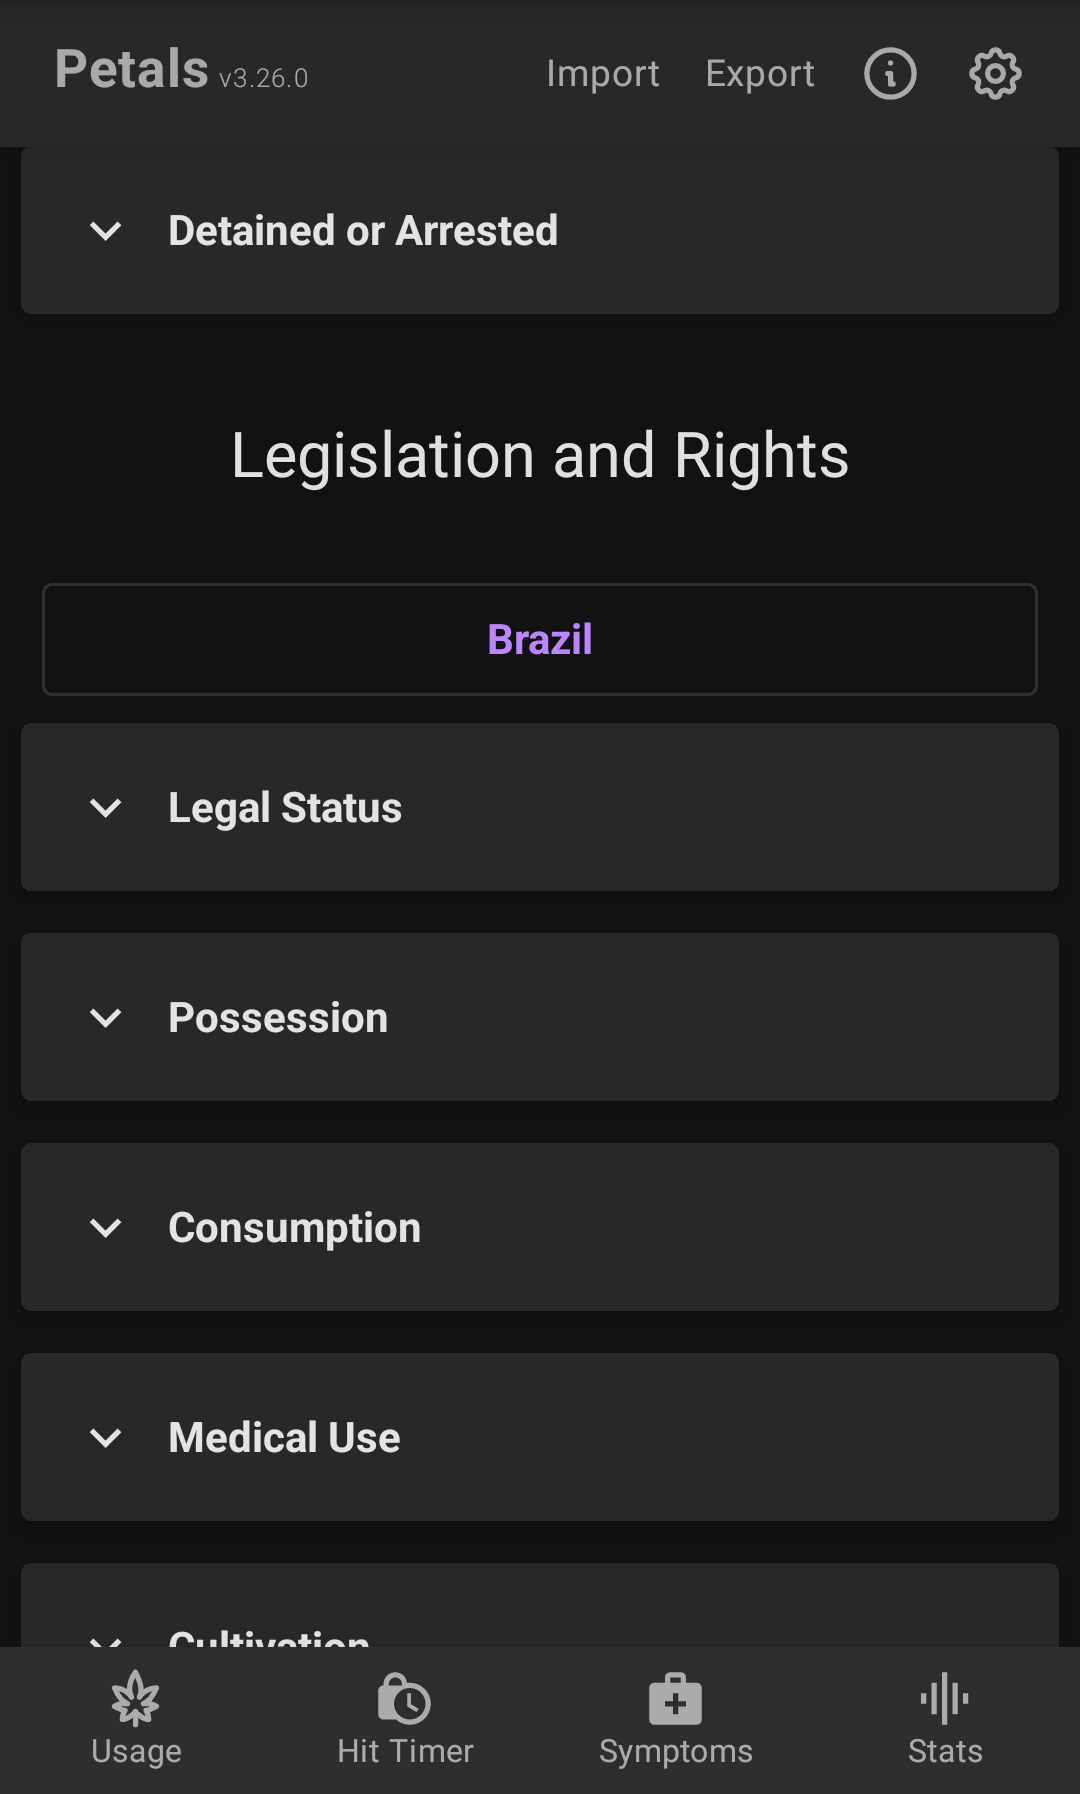 Petals v3.26.0
Import
Export
Detained or Arrested
Legislation and Rights
Brazil
Legal Status
Possession
Consumption
Medical Use
Cultivation
Usage
Hit Timer
Symptoms
Stats